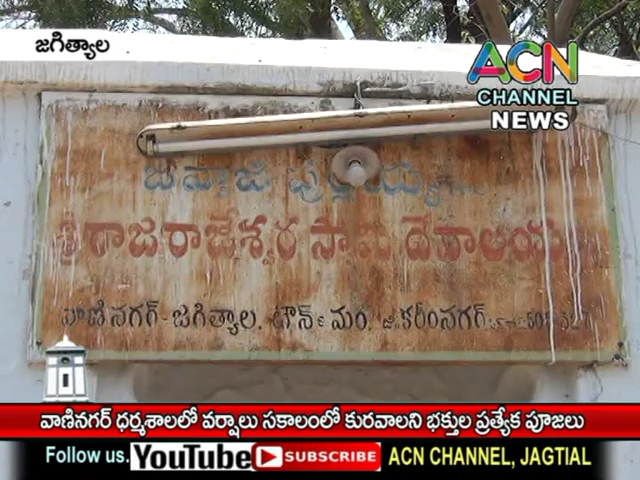 జగిత్యాల
ACN
CHANNEL
NEWS
శ్రీ రాజరాజేశ్వర స్వామి దేవాలయం
వాణినగర్ - జగిత్యాల. టౌన్ & మం. జి. కరీంనగర్
వాణినగర్ ధర్మశాలలో వర్షాలు సకాలంలో కురవాలని భక్తుల ప్రత్యేక పూజలు
Follow us. YouTube SUBSCRIBE ACN CHANNEL, JAGTIAL